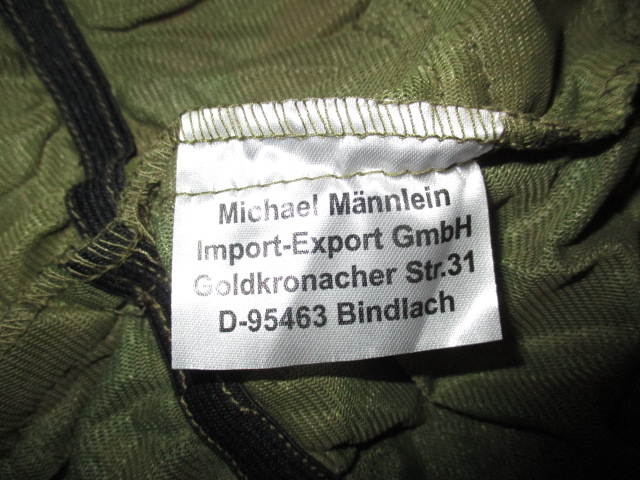 Michael Männlein
Import-Export GmbH
Goldkronacher Str.31
D-95463 Bindlach